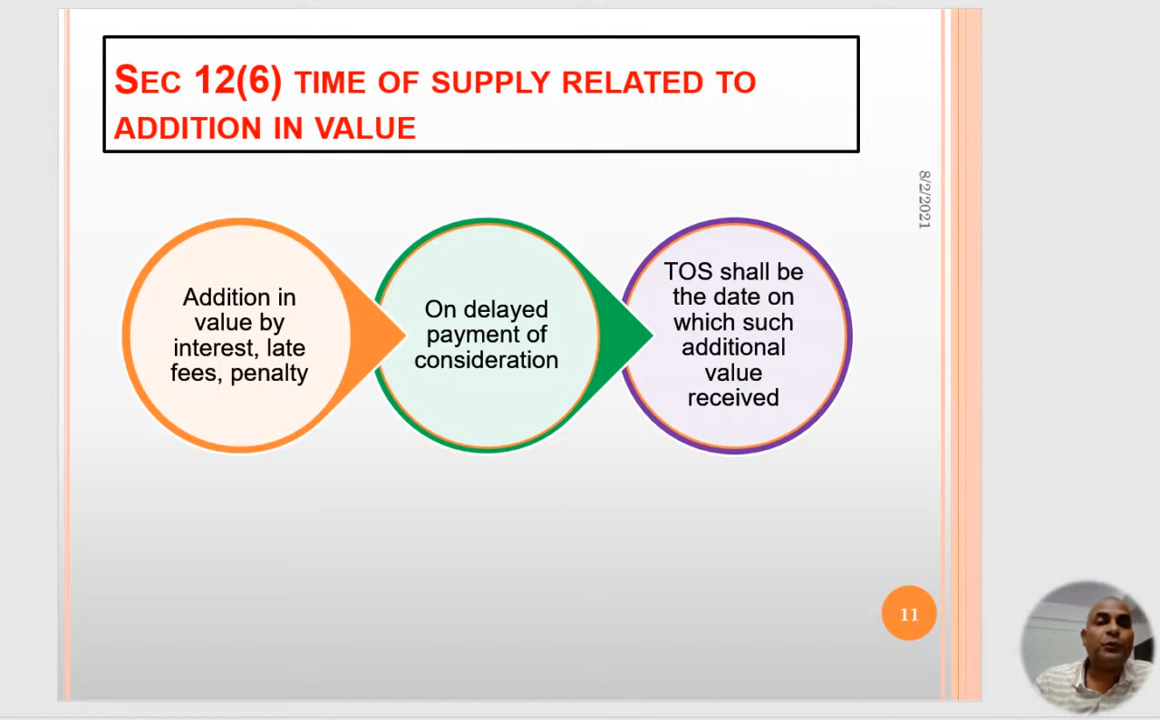 SEC 12(6) TIME OF SUPPLY RELATED TO
ADDITION IN VALUE
8/2/2021
Addition in
value by
interest, late
fees, penalty
On delayed
payment of
consideration
TOS shall be
the date on
which such
additional
value
received
11